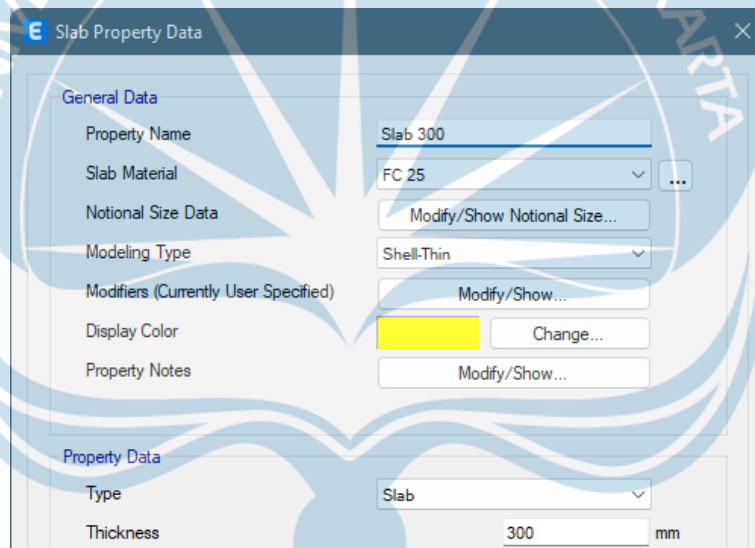 E Slab Property Data
General Data
Property Name Slab 300
Slab Material FC 25 ...
Notional Size Data Modify/Show Notional Size...
Modeling Type Shell-Thin
Modifiers (Currently User Specified) Modify/Show...
Display Color Change...
Property Notes Modify/Show...
Property Data
Type Slab
Thickness 300 mm